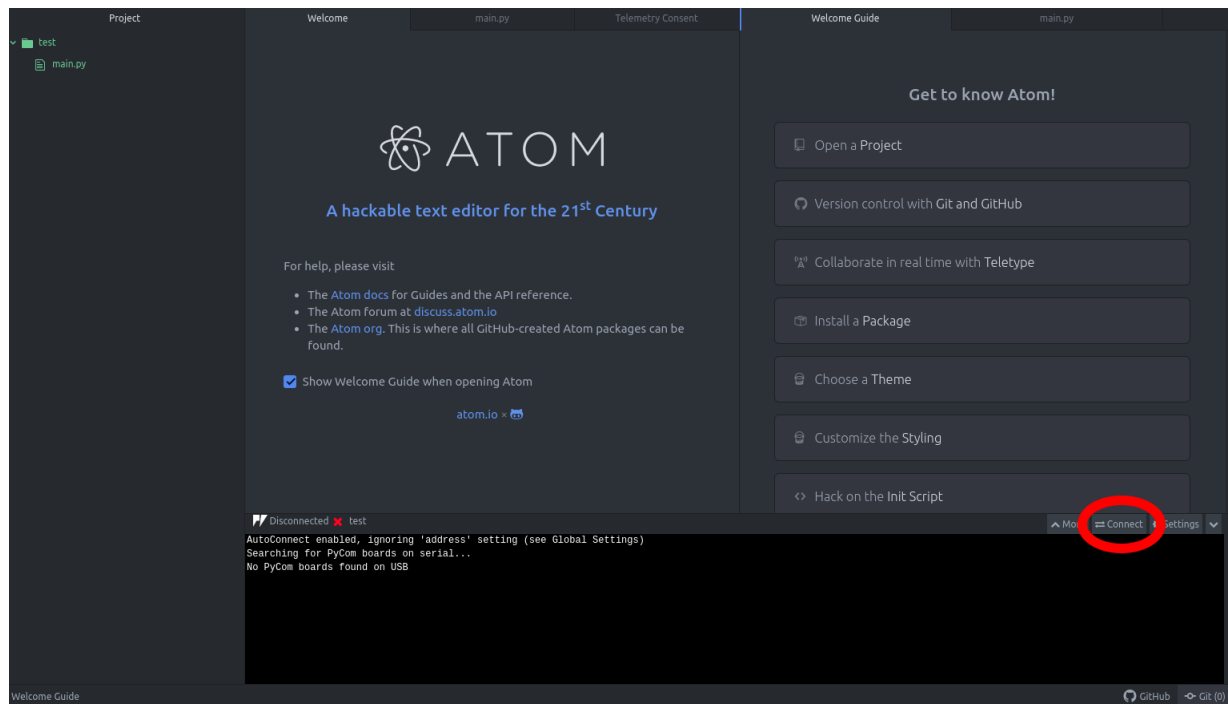 Project
test
main.py
Welcome
main.py
Telemetry Consent
ATOM
A hackable text editor for the 21st Century
For help, please visit
• The Atom docs for Guides and the API reference.
• The Atom forum at discuss.atom.io
• The Atom org. This is where all GitHub-created Atom packages can be
found.
Show Welcome Guide when opening Atom
atom.io ×
Welcome Guide
main.py
Get to know Atom!
Open a Project
Version control with Git and GitHub
Collaborate in real time with Teletype
Install a Package
Choose a Theme
Customize the Styling
Hack on the Init Script
Disconnected test
Connect
Settings
AutoConnect enabled, ignoring 'address' setting (see Global Settings)
Searching for PyCom boards on serial...
No PyCom boards found on USB
Welcome Guide
GitHub
Git (0)